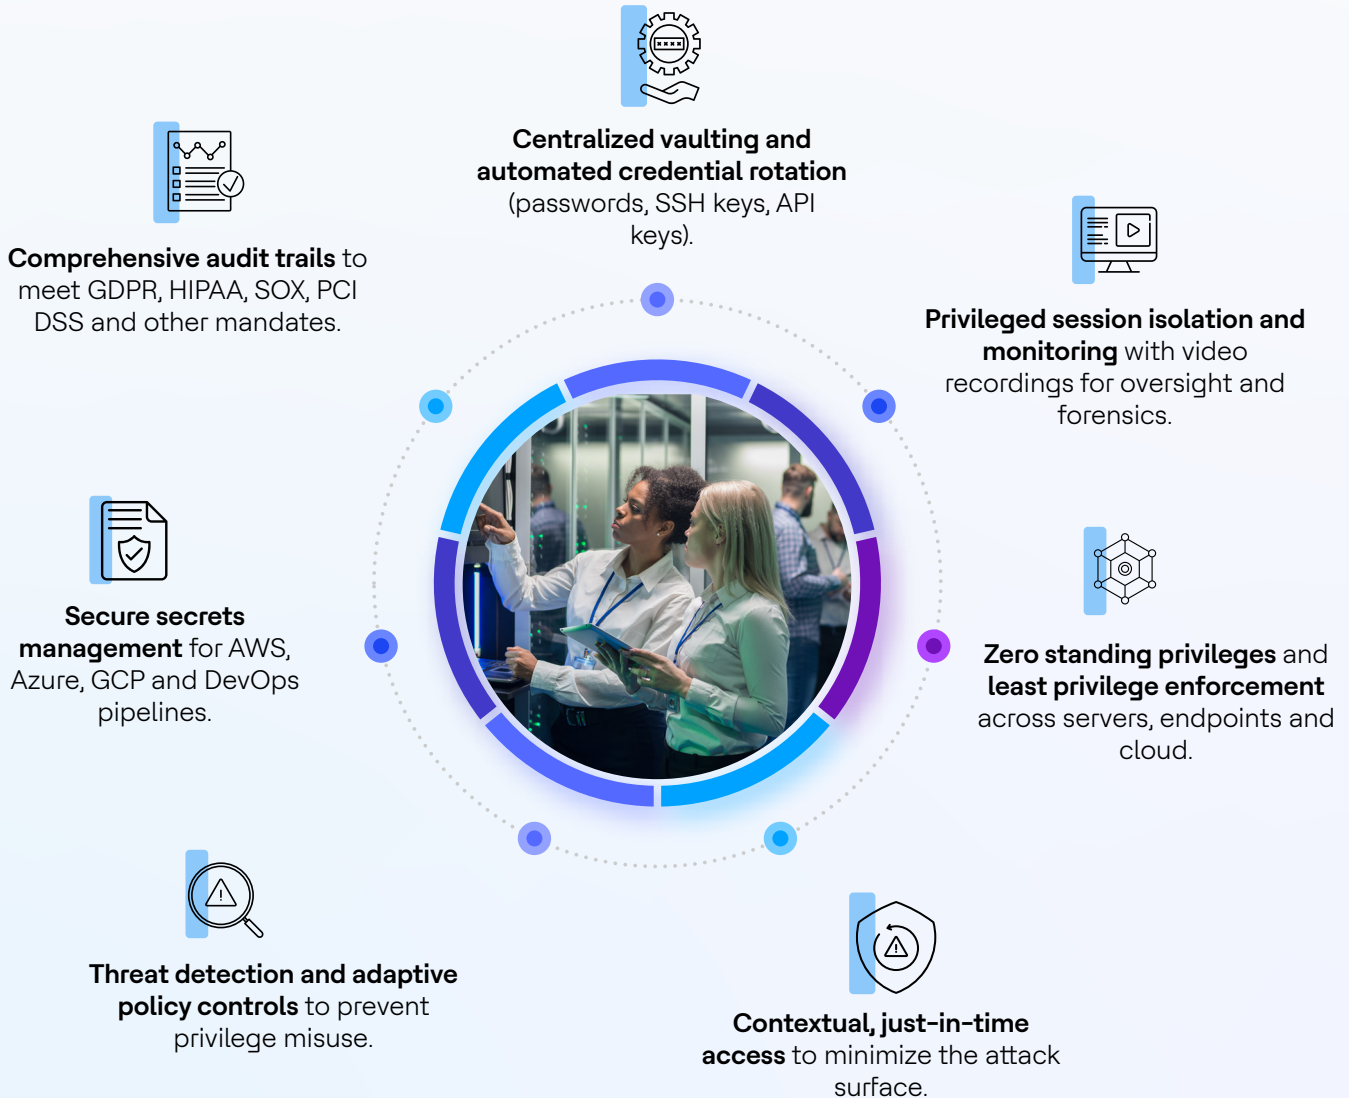 Centralized vaulting and
automated credential rotation
(passwords, SSH keys, API
keys).
Comprehensive audit trails to
meet GDPR, HIPAA, SOX, PCI
DSS and other mandates.
Privileged session isolation and
monitoring with video
recordings for oversight and
forensics.
Secure secrets
management for AWS,
Azure, GCP and DevOps
pipelines.
Zero standing privileges and
least privilege enforcement
across servers, endpoints and
cloud.
Threat detection and adaptive
policy controls to prevent
privilege misuse.
Contextual, just-in-time
access to minimize the attack
surface.